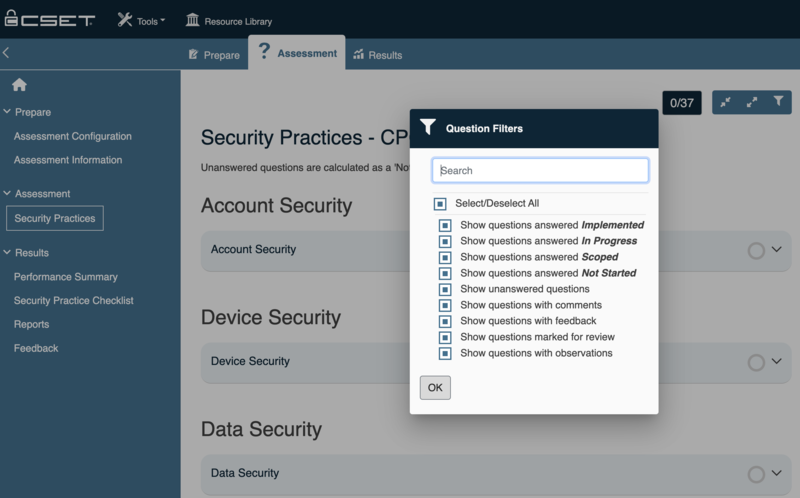 CSET
Tools
Resource Library
Prepare
? Assessment
Results
Prepare
Assessment Configuration
Assessment Information
Assessment
Security Practices
Results
Performance Summary
Security Practice Checklist
Reports
Feedback
0/37
Security Practices - CP
Unanswered questions are calculated as a 'No
Account Security
Account Security
Device Security
Device Security
Data Security
Data Security
Question Filters
Search
Select/Deselect All
Show questions answered Implemented
Show questions answered In Progress
Show questions answered Scoped
Show questions answered Not Started
Show unanswered questions
Show questions with comments
Show questions with feedback
Show questions marked for review
Show questions with observations
OK